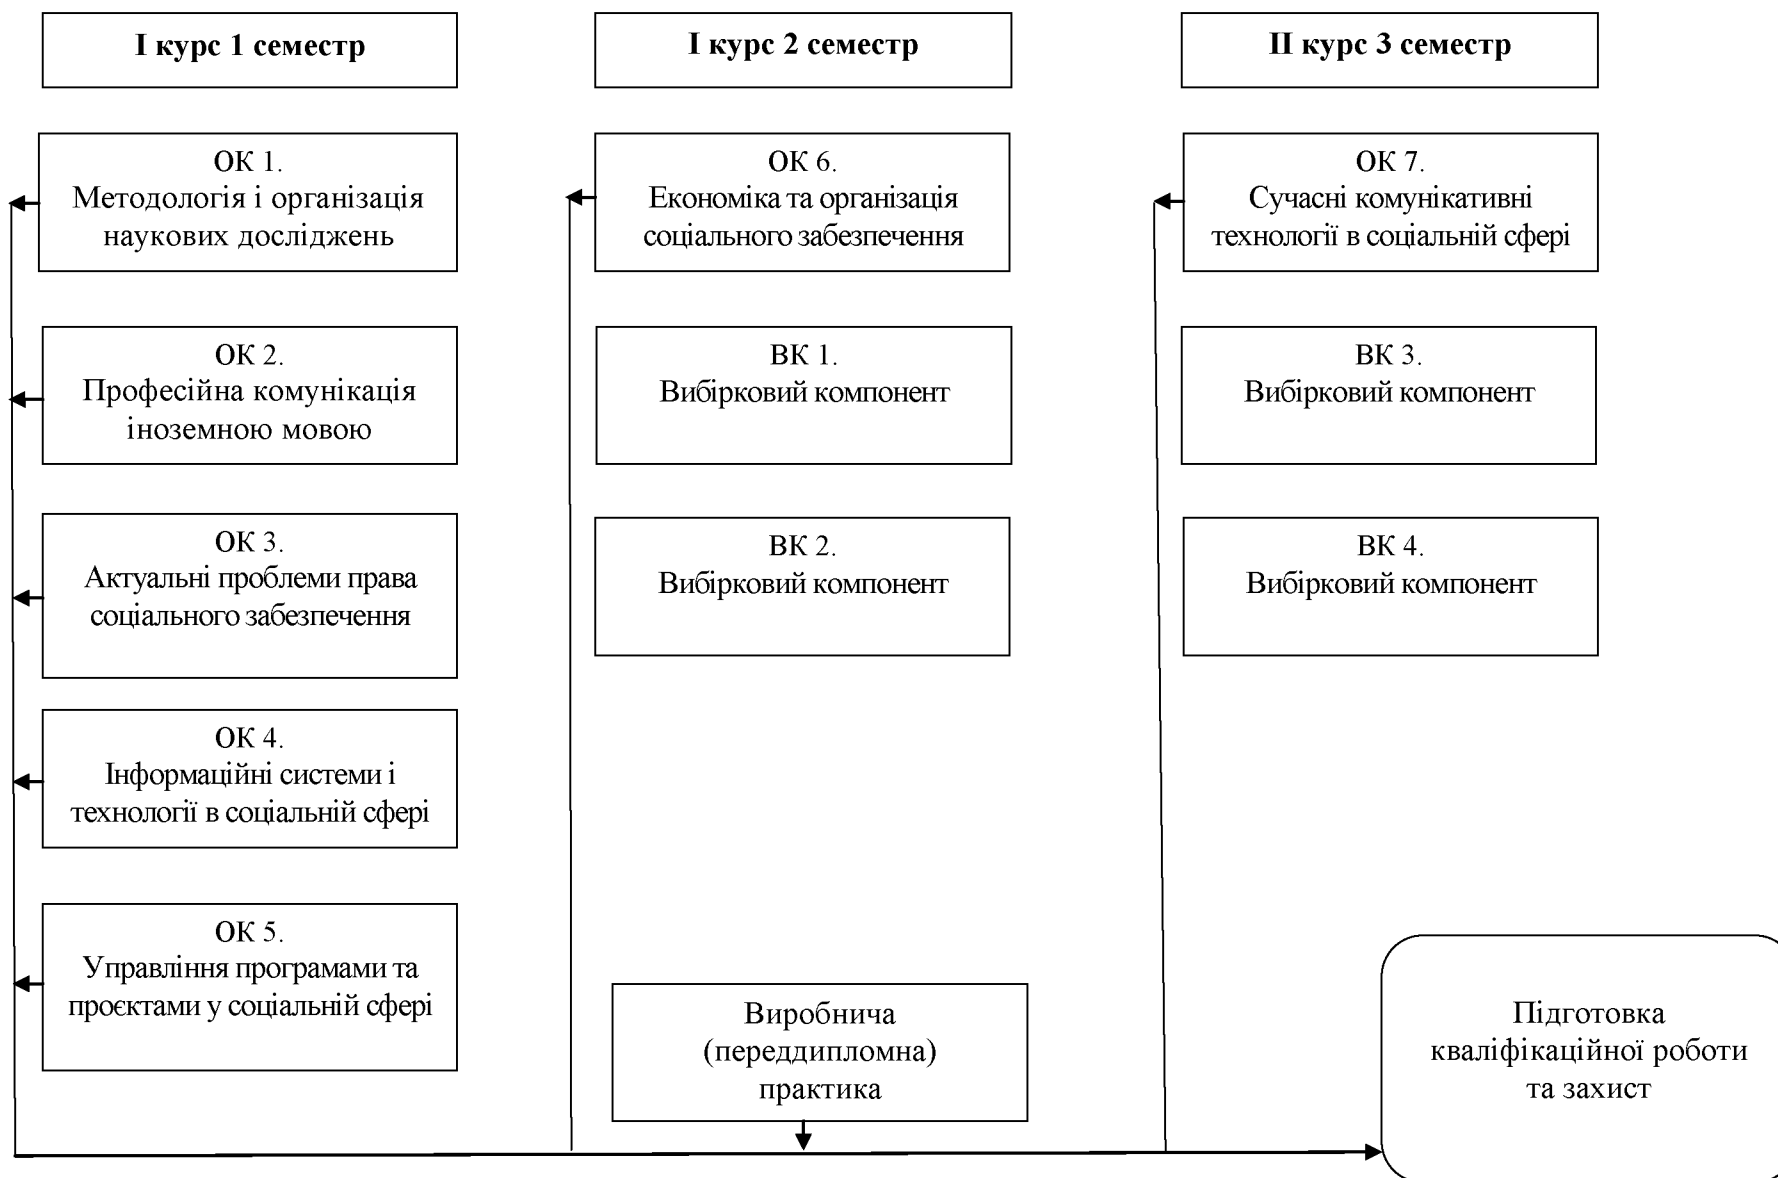 І курс 1 семестр
І курс 2 семестр
ІІ курс 3 семестр
ОК 1.
Методологія і організація
наукових досліджень
ОК 6.
Економіка та організація
соціального забезпечення
ОК 7.
Сучасні комунікативні
технології в соціальній сфері
ОК 2.
Професійна комунікація
іноземною мовою
ВК 1.
Вибірковий компонент
ВК 3.
Вибірковий компонент
ОК 3.
Актуальні проблеми права
соціального забезпечення
ВК 2.
Вибірковий компонент
ВК 4.
Вибірковий компонент
ОК 4.
Інформаційні системи і
технології в соціальній сфері
ОК 5.
Управління програмами та
проєктами у соціальній сфері
Виробнича
(переддипломна)
практика
Підготовка
кваліфікаційної роботи
та захист